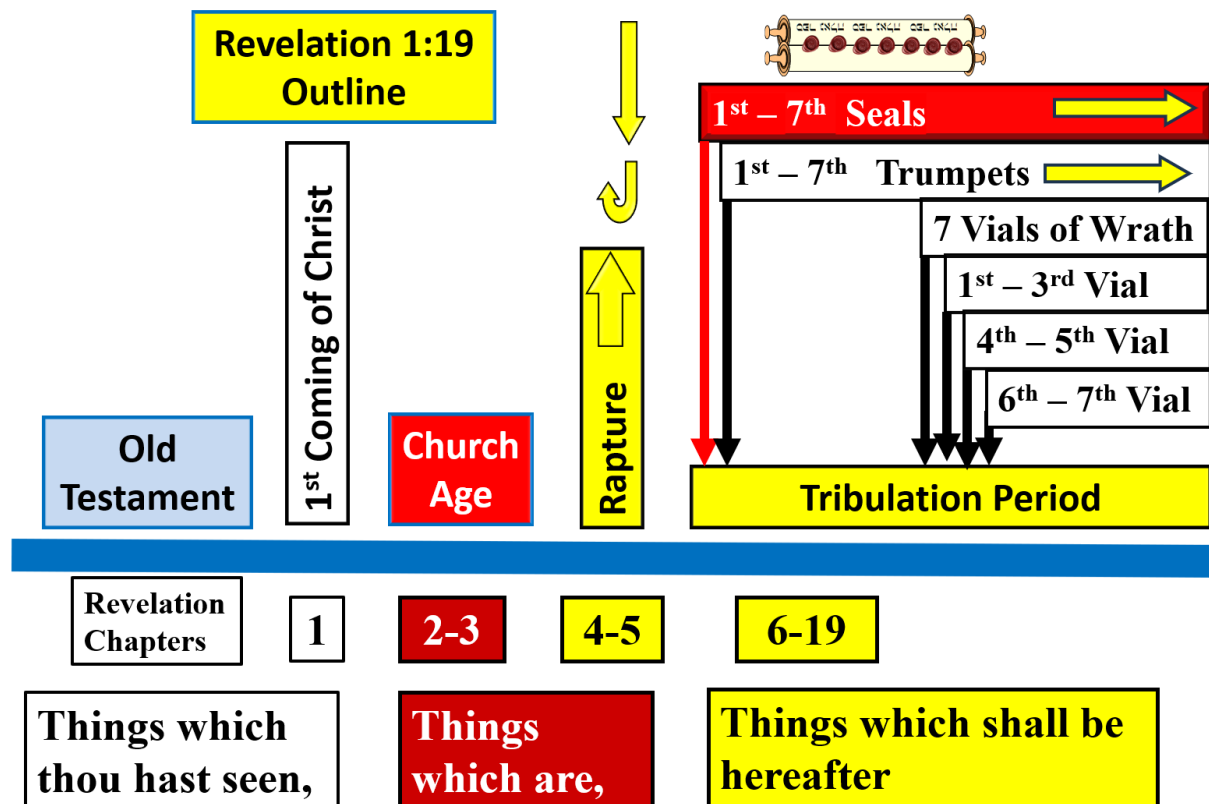 Revelation 1:19
Outline
1st – 7th Seals
1st – 7th Trumpets
7 Vials of Wrath
1st – 3rd Vial
4th – 5th Vial
6th – 7th Vial
Old
Testament
1st Coming of Christ
Church
Age
Rapture
Tribulation Period
Revelation
Chapters
1
2-3
4-5
6-19
Things which
thou hast seen,
Things
which are,
Things which shall be
hereafter